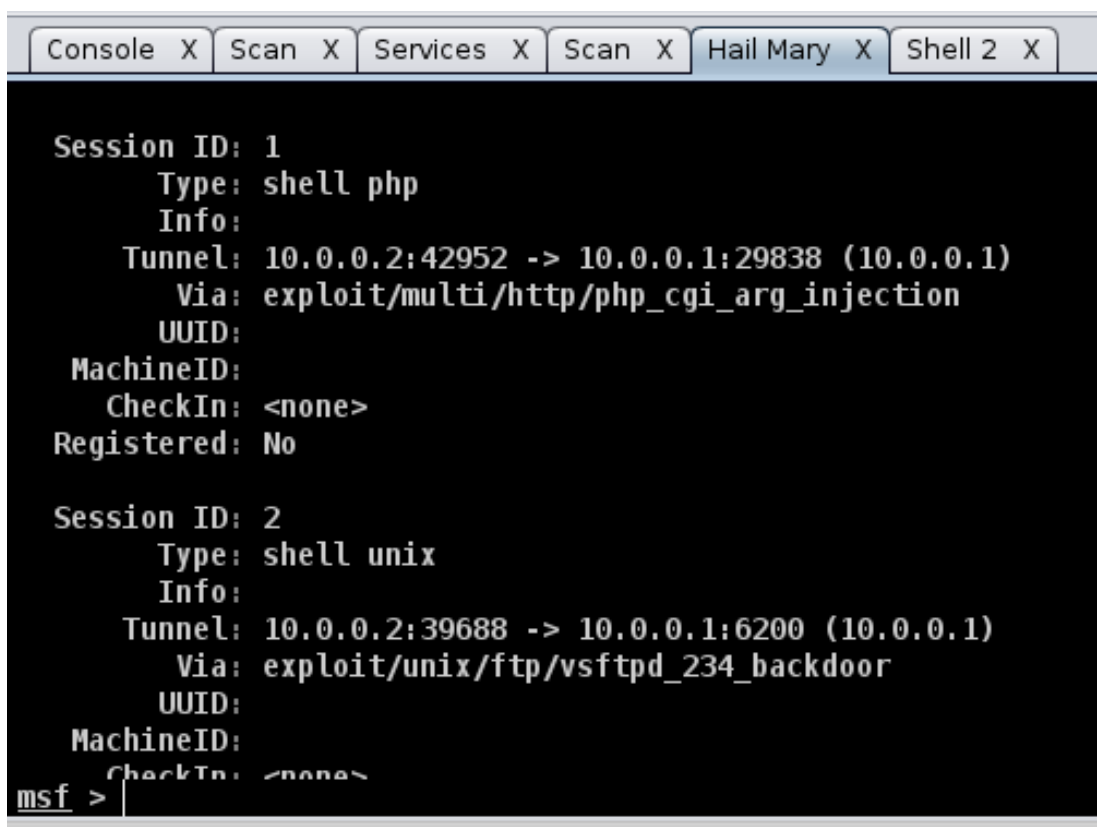 Console X Scan X Services X Scan X Hail Mary X Shell 2 X
Session ID: 1
Type: shell php
Info:
Tunnel: 10.0.0.2:42952 -> 10.0.0.1:29838 (10.0.0.1)
Via: exploit/multi/http/php_cgi_arg_injection
UUID:
MachineID:
CheckIn: <none>
Registered: No
Session ID: 2
Type: shell unix
Info:
Tunnel: 10.0.0.2:39688 -> 10.0.0.1:6200 (10.0.0.1)
Via: exploit/unix/ftp/vsftpd_234_backdoor
UUID:
MachineID:
CheckIn: <none>
msf >